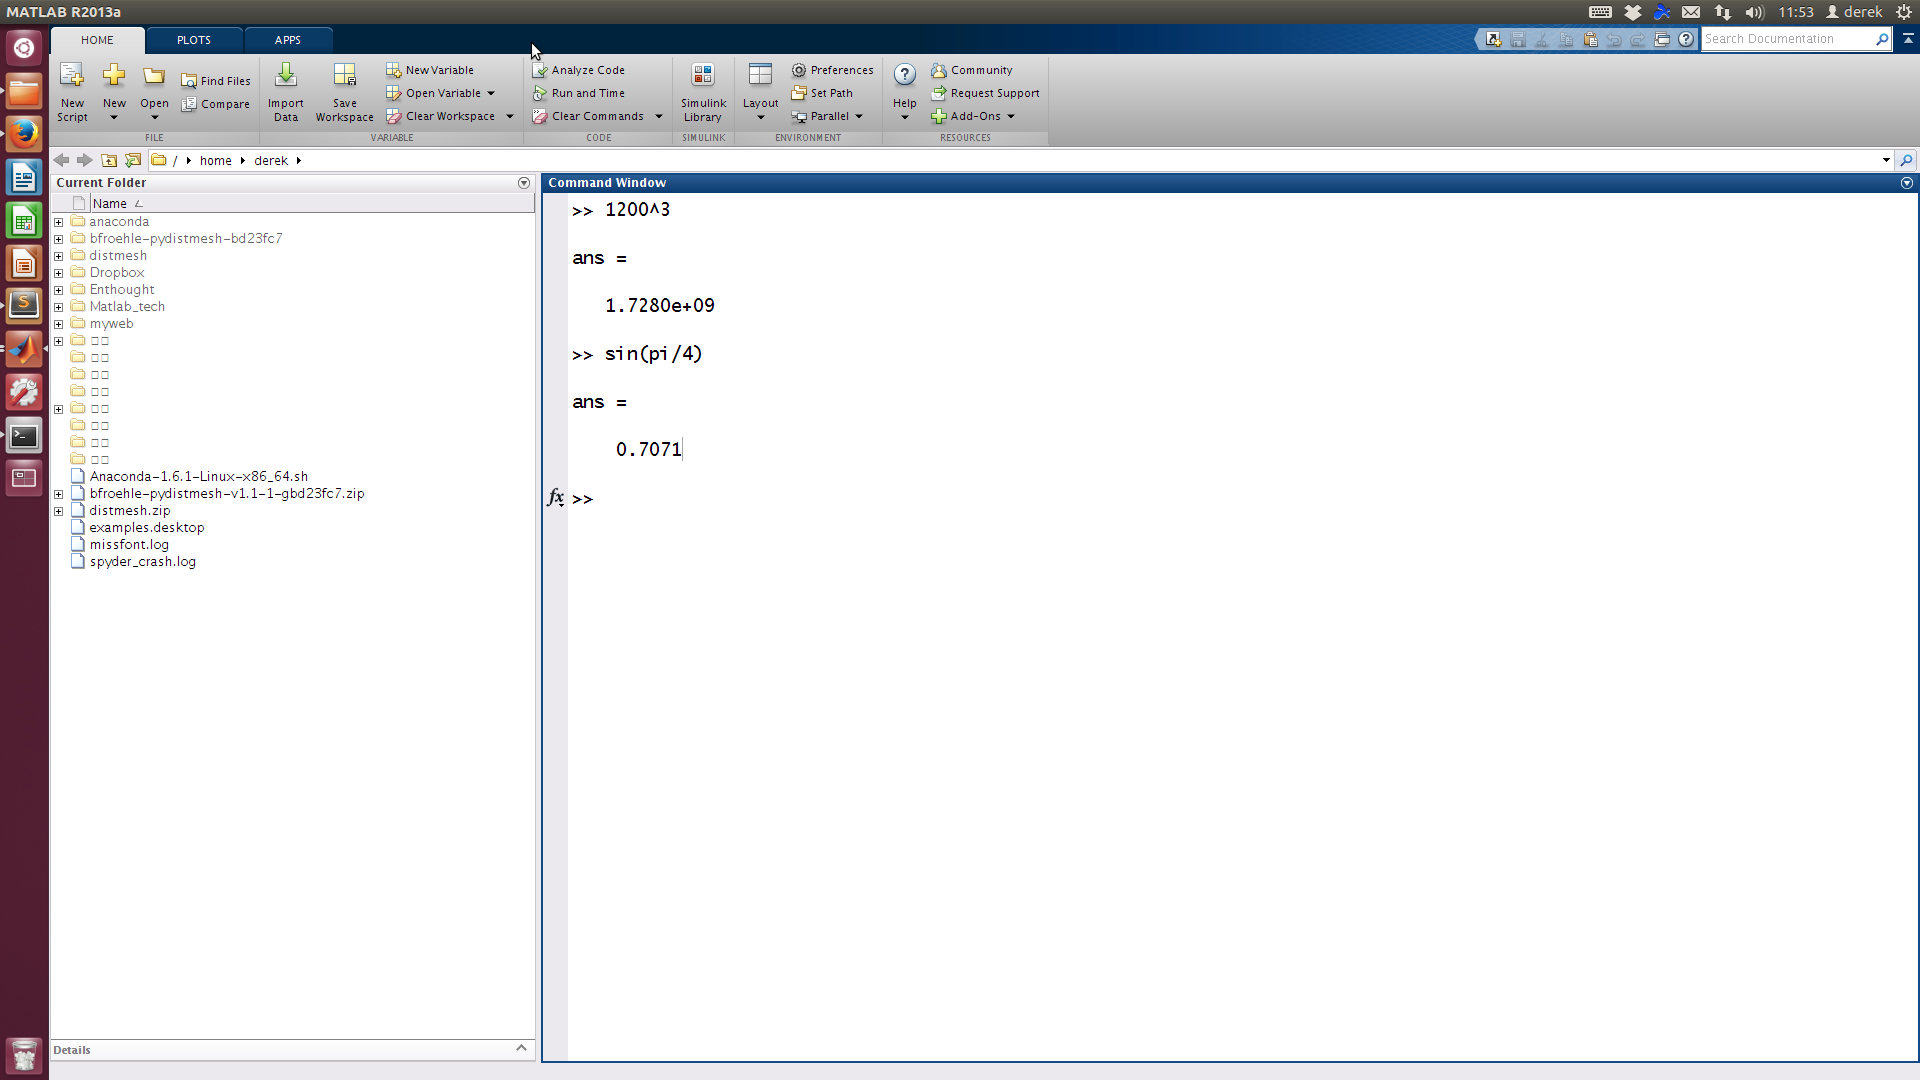 MATLAB R2013a
11:53 derek
HOME PLOTS APPS
Search Documentation
New Script
New
Open
Find Files
Compare
FILE
Import Data
Save Workspace
New Variable
Open Variable
Clear Workspace
VARIABLE
Analyze Code
Run and Time
Clear Commands
CODE
Simulink Library
SIMULINK
Layout
Preferences
Set Path
Parallel
ENVIRONMENT
Help
Community
Request Support
Add-Ons
RESOURCES
/ home derek
Current Folder
Name
anaconda
bfroehle-pydistmesh-bd23fc7
distmesh
Dropbox
Enthought
Matlab_tech
myweb
Anaconda-1.6.1-Linux-x86_64.sh
bfroehle-pydistmesh-v1.1-1-gbd23fc7.zip
distmesh.zip
examples.desktop
missfont.log
spyder_crash.log
Details
Command Window
>> 1200^3
ans =
1.7280e+09
>> sin(pi/4)
ans =
0.7071
fx >>